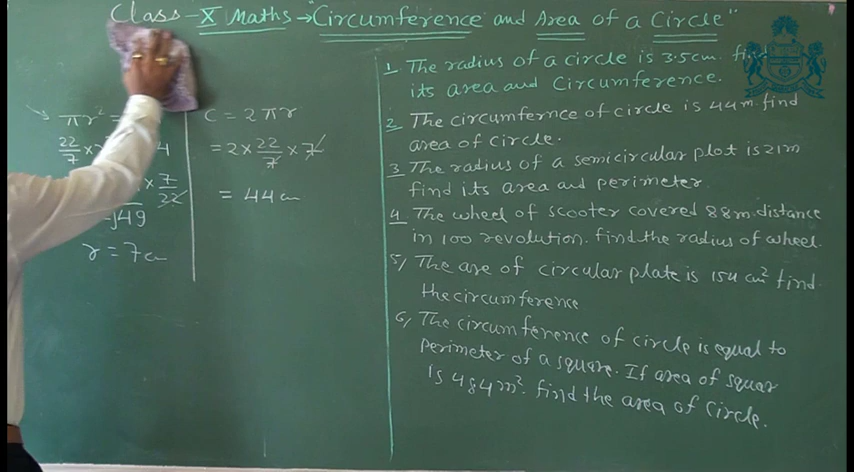 Class - X Maths → "Circumference and Area of a Circle"
πr² =
22/7 × 4
× 7/22
√49
r = 7cm
C = 2πr
= 2 × 22/7 × 7
= 44 cm
1. The radius of a circle is 3.5cm. find
its area and Circumference.
2. The circumfernce of circle is 44m. find
area of circle.
3. The radius of a semicircular plot is 21m
find its area and perimeter
4. The wheel of scooter covered 88m. distance
in 100 revolution. find the radius of wheel.
5, The are of circular plate is 154 cm² find
the circumference
6, The circumference of circle is equal to
perimeter of a square. If area of squar
is 484m². find the area of circle.